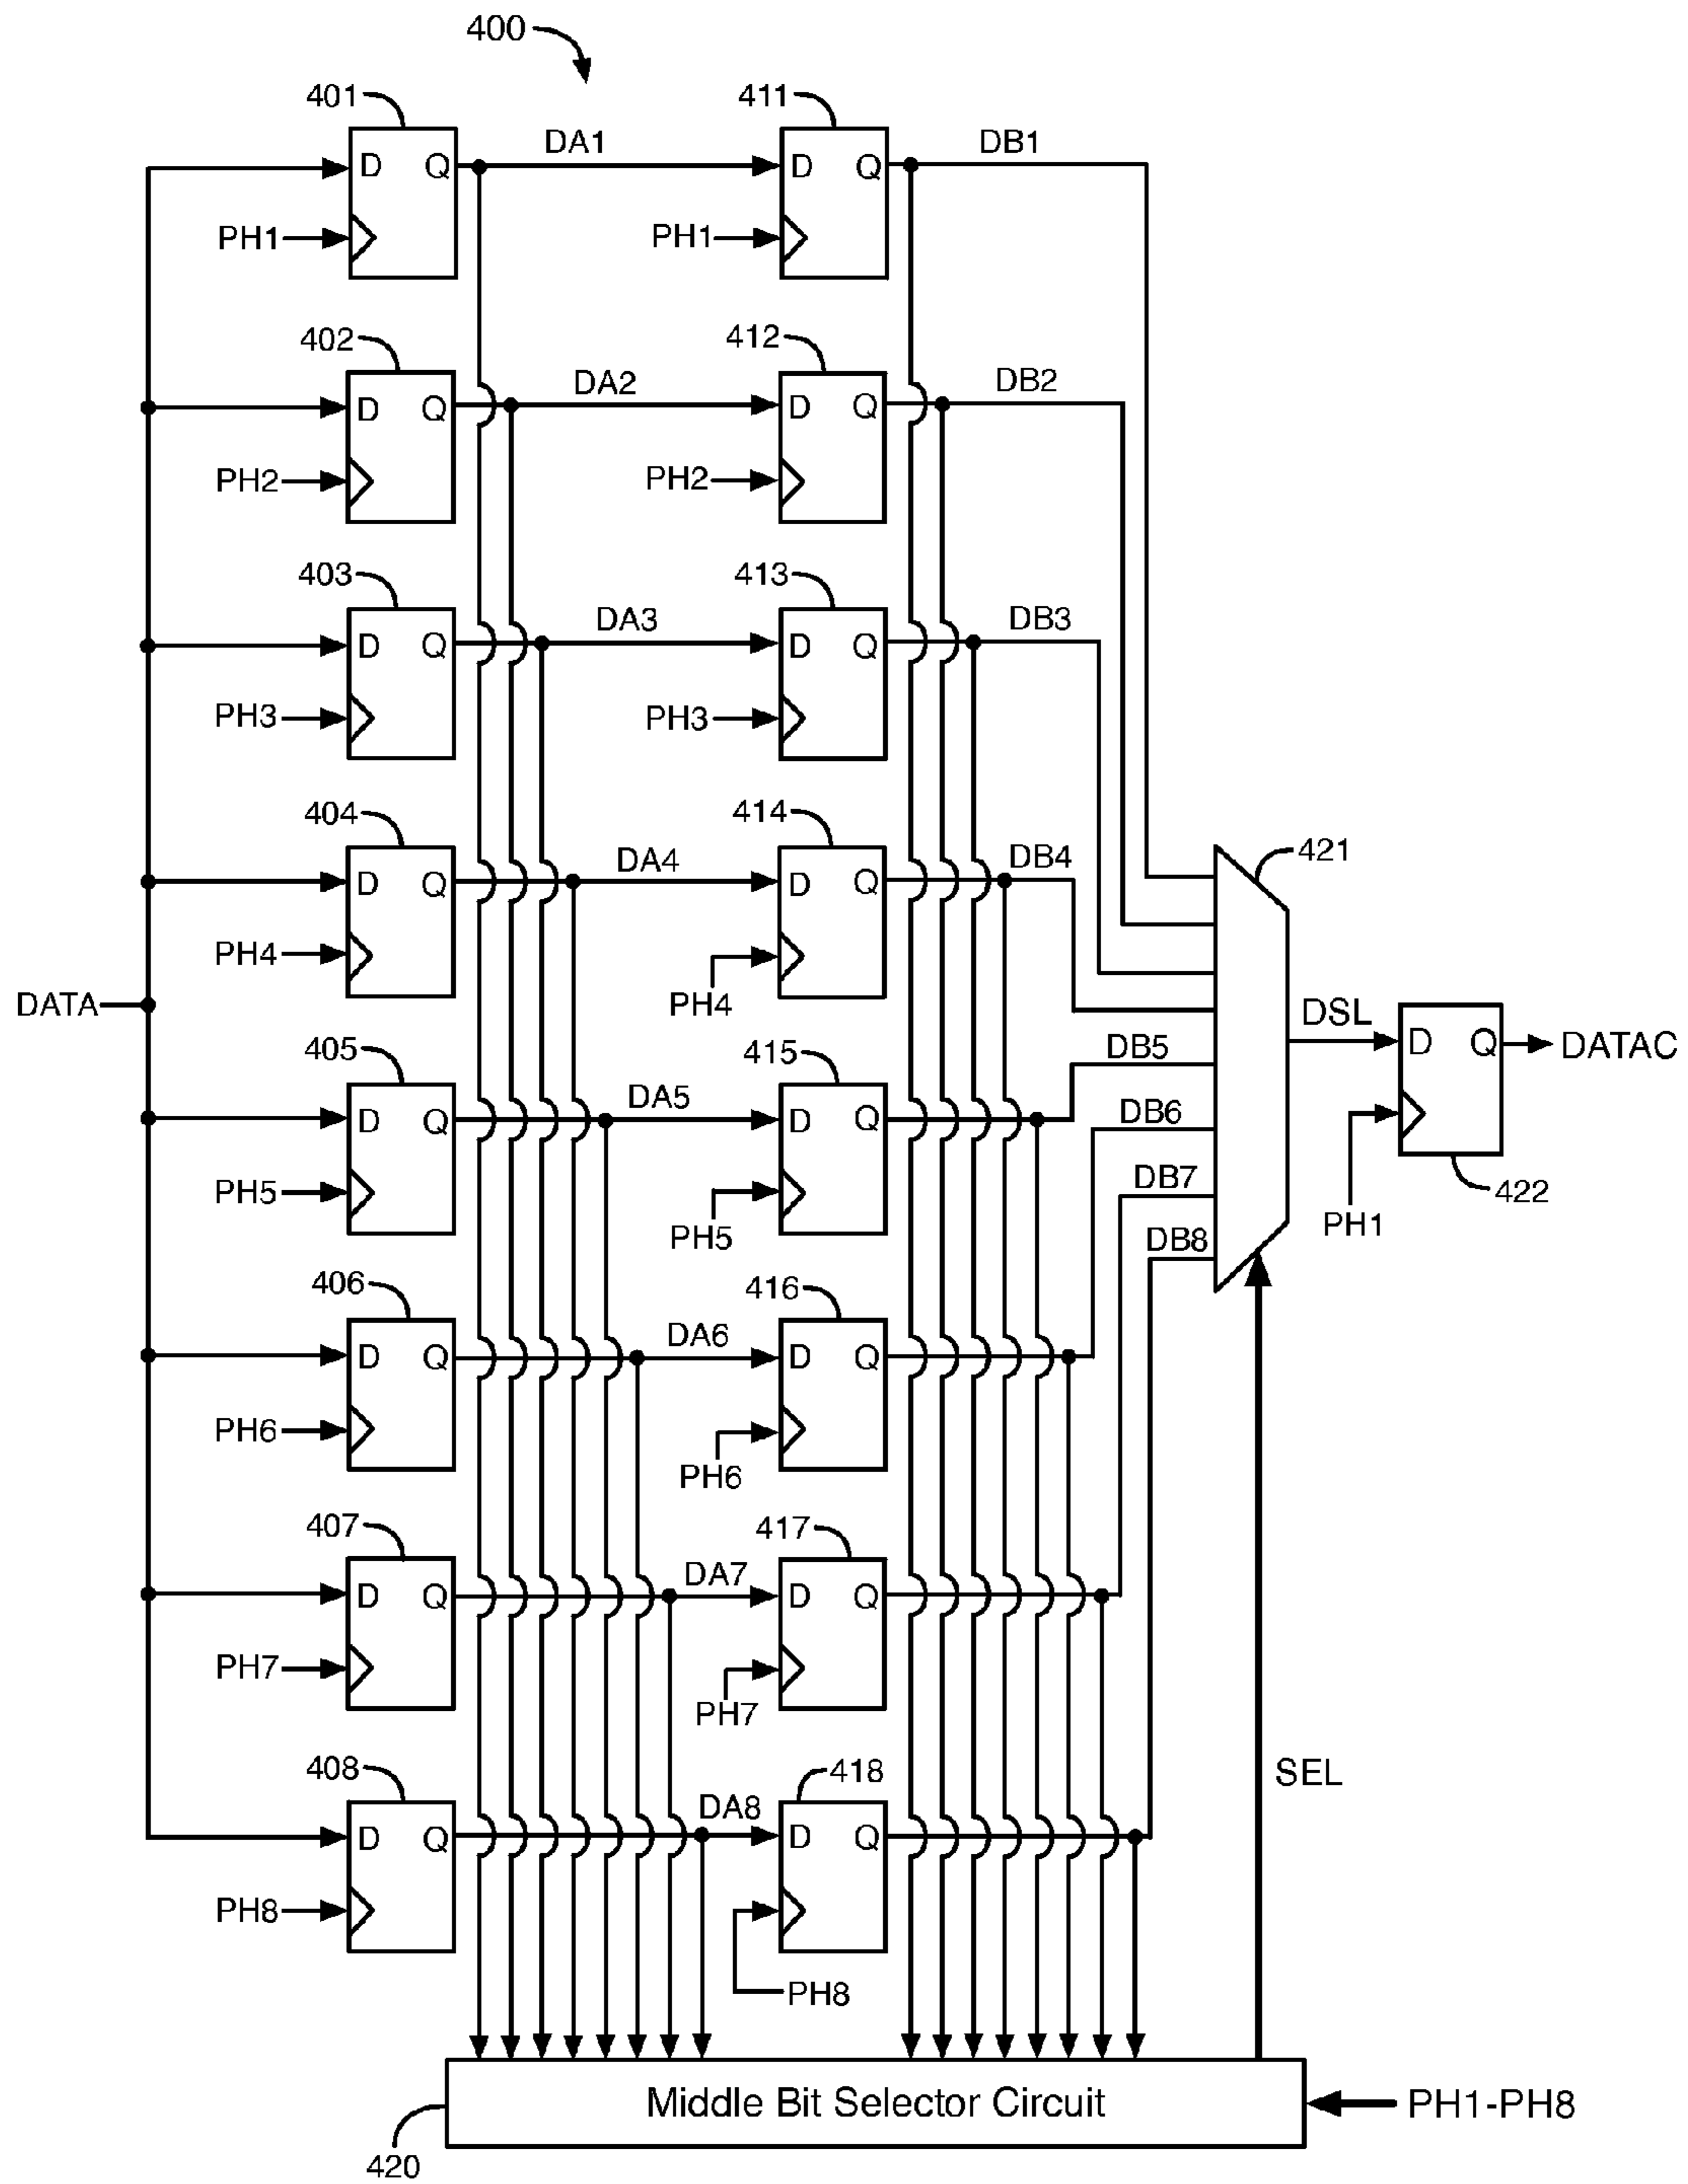 400
401
411
DA1
DB1
D Q
D Q
PH1
PH1
402
412
DA2
DB2
D Q
D Q
PH2
PH2
403
413
DA3
DB3
D Q
D Q
PH3
PH3
404
414
DA4
DB4
421
D Q
D Q
PH4
PH4
DATA
DSL
D Q
DATAC
405
415
DA5
DB5
D Q
D Q
DB6
PH5
PH5
DB7
422
PH1
DB8
406
416
DA6
D Q
D Q
PH6
PH6
407
417
DA7
D Q
D Q
PH7
PH7
408
418
SEL
DA8
D Q
D Q
PH8
PH8
Middle Bit Selector Circuit
PH1-PH8
420